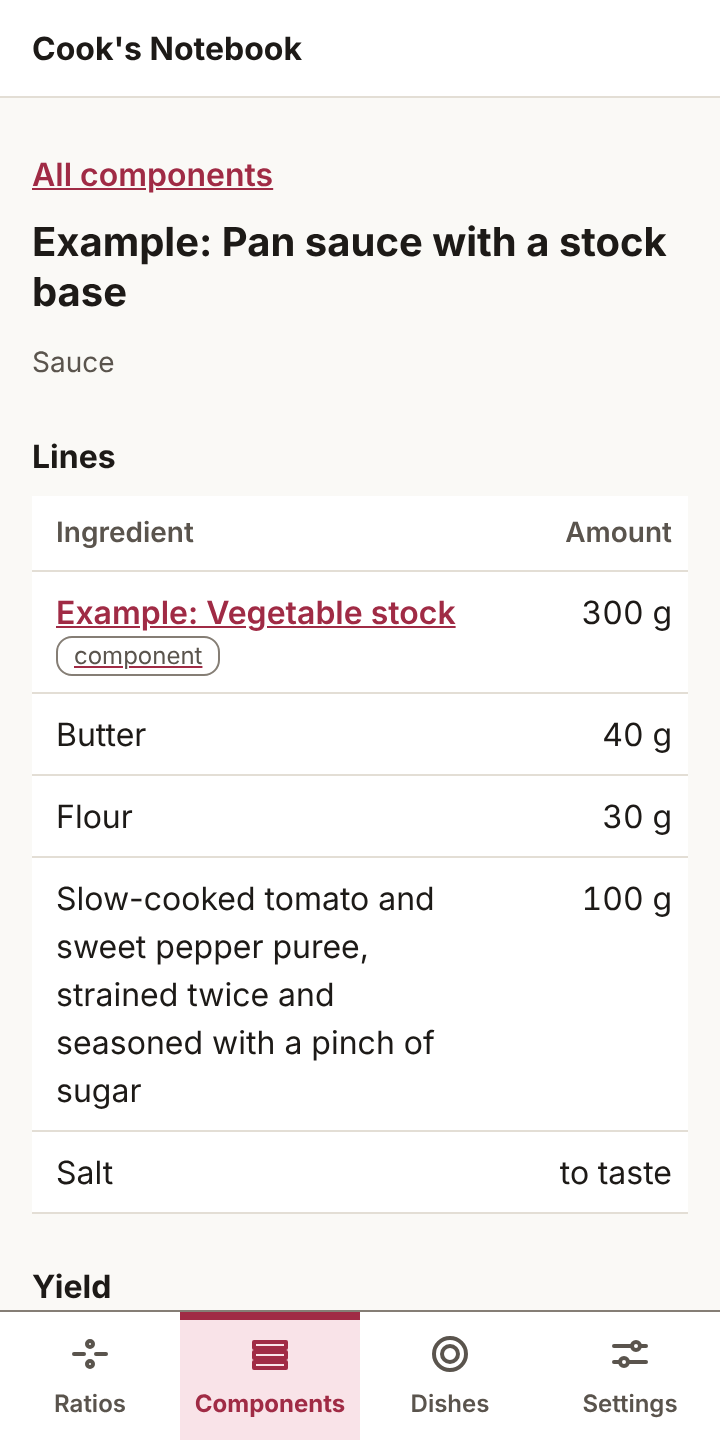 Cook's Notebook
All components
Example: Pan sauce with a stock
base
Sauce
Lines
Ingredient Amount
Example: Vegetable stock 300 g
component
Butter 40 g
Flour 30 g
Slow-cooked tomato and 100 g
sweet pepper puree,
strained twice and
seasoned with a pinch of
sugar
Salt to taste
Yield
Ratios Components Dishes Settings